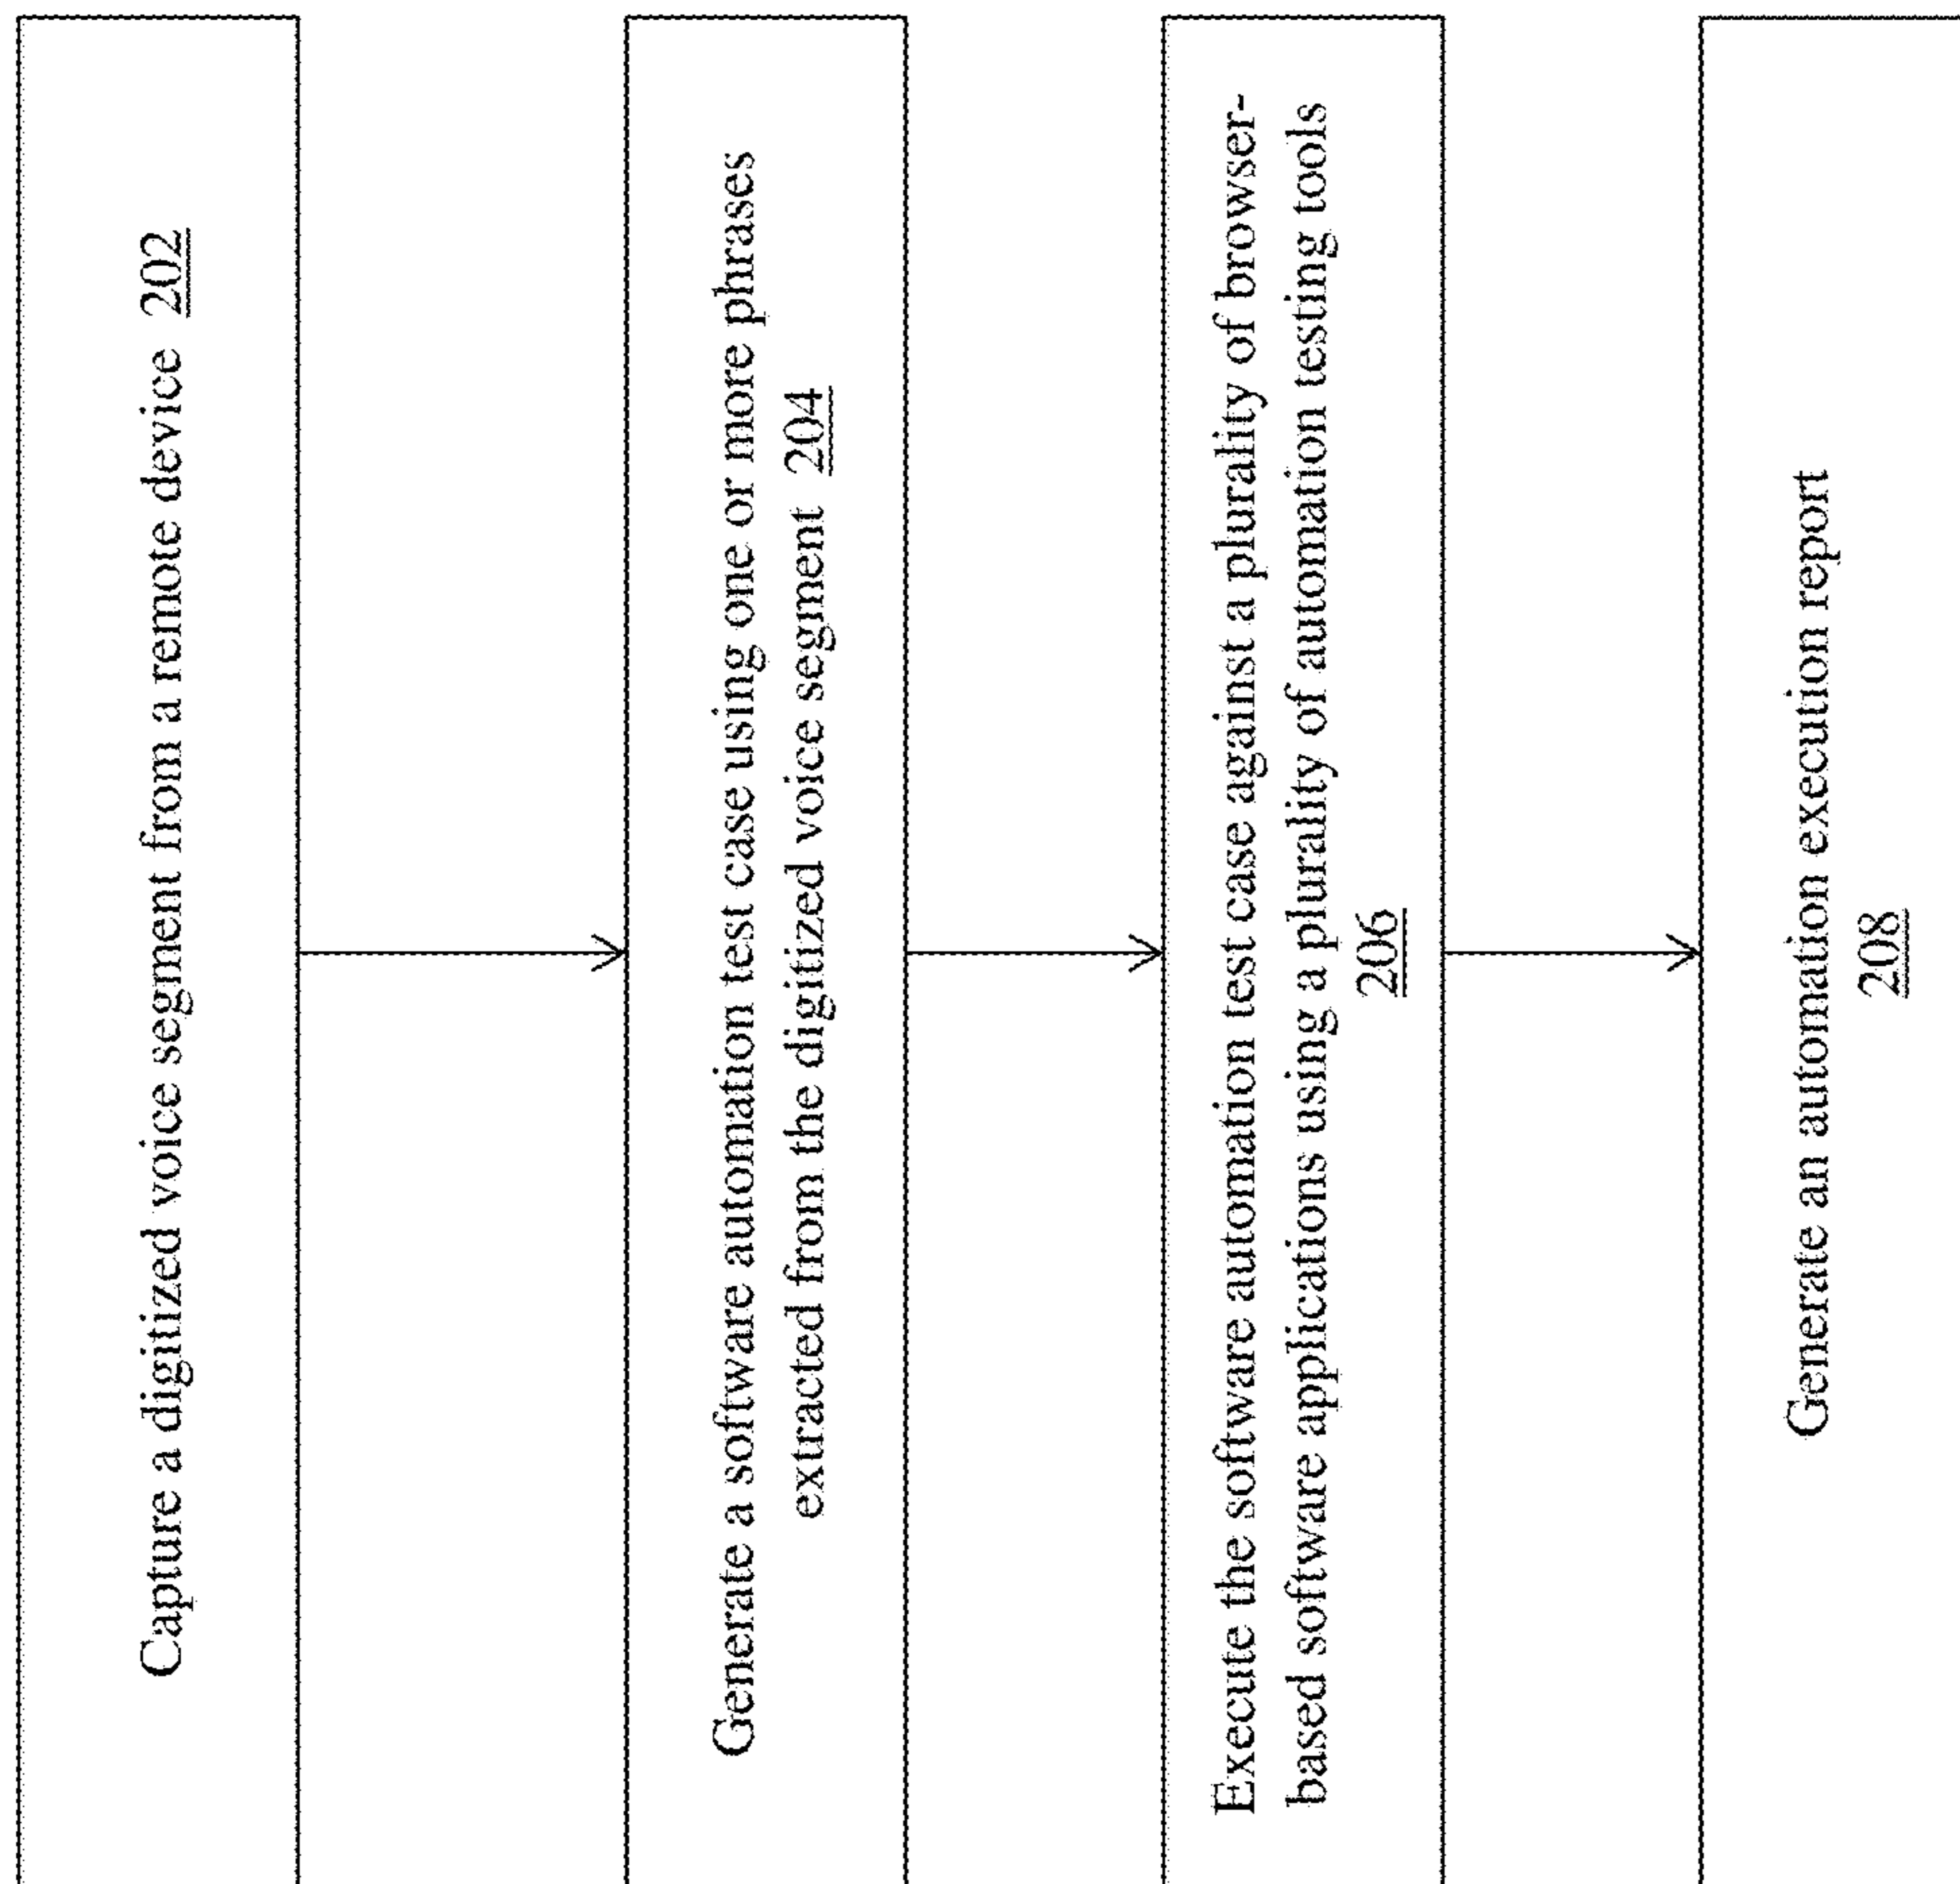 Capture a digitized voice segment from a remote device 202
Generate a software automation test case using one or more phrases
extracted from the digitized voice segment 204
Execute the software automation test case against a plurality of browser-
based software applications using a plurality of automation testing tools
206
Generate an automation execution report
208